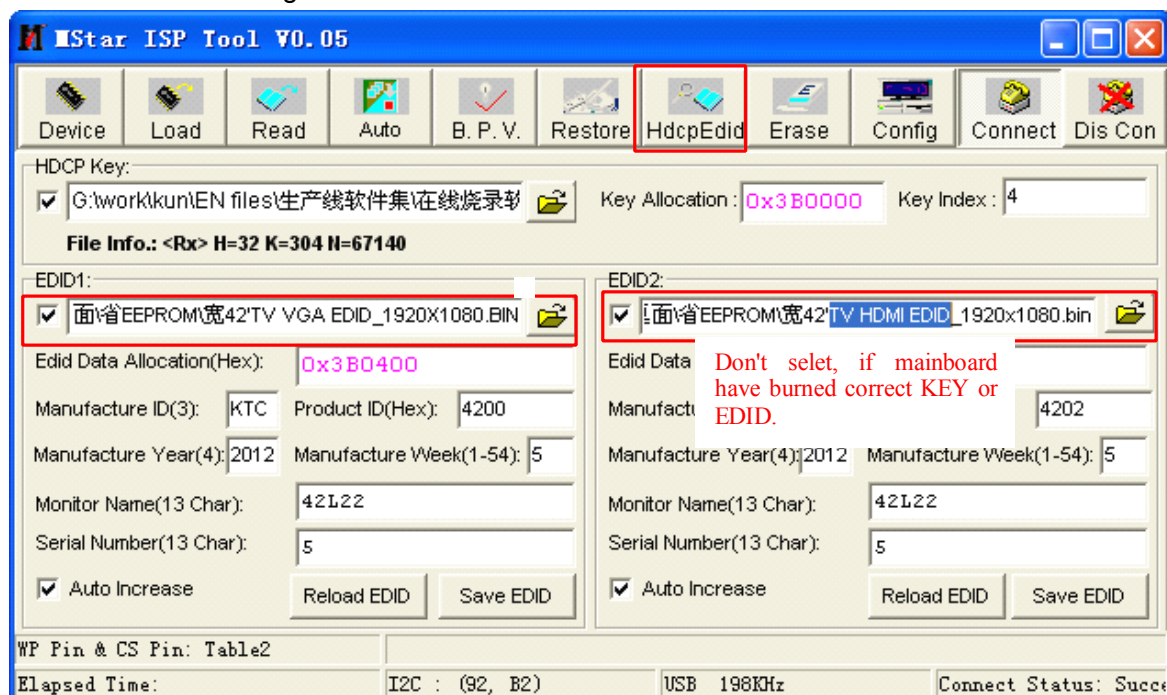 MStar ISP Tool V0.05
Device Load Read Auto B. P. V. Restore HdcpEdid Erase Config Connect Dis Con
HDCP Key:
G:\work\kun\EN files\生产线软件集\在线烧录软 Key Allocation : 0x3B0000 Key Index : 4
File Info.: <Rx> H=32 K=304 N=67140
EDID1:
面\省EEPROM\宽42'TV VGA EDID_1920X1080.BIN
Edid Data Allocation(Hex): 0x3B0400
Manufacture ID(3): KTC Product ID(Hex): 4200
Manufacture Year(4): 2012 Manufacture Week(1-54): 5
Monitor Name(13 Char): 42L22
Serial Number(13 Char): 5
Auto Increase Reload EDID Save EDID
EDID2:
面\省EEPROM\宽42'TV HDMI EDID_1920x1080.bin
Edid Data
Don't selet, if mainboard
have burned correct KEY or
EDID.
Manufactu 4202
Manufacture Year(4): 2012 Manufacture Week(1-54): 5
Monitor Name(13 Char): 42L22
Serial Number(13 Char): 5
Auto Increase Reload EDID Save EDID
WP Pin & CS Pin: Table2
Elapsed Time: I2C : (92, B2) USB 198KHz Connect Status: Succe